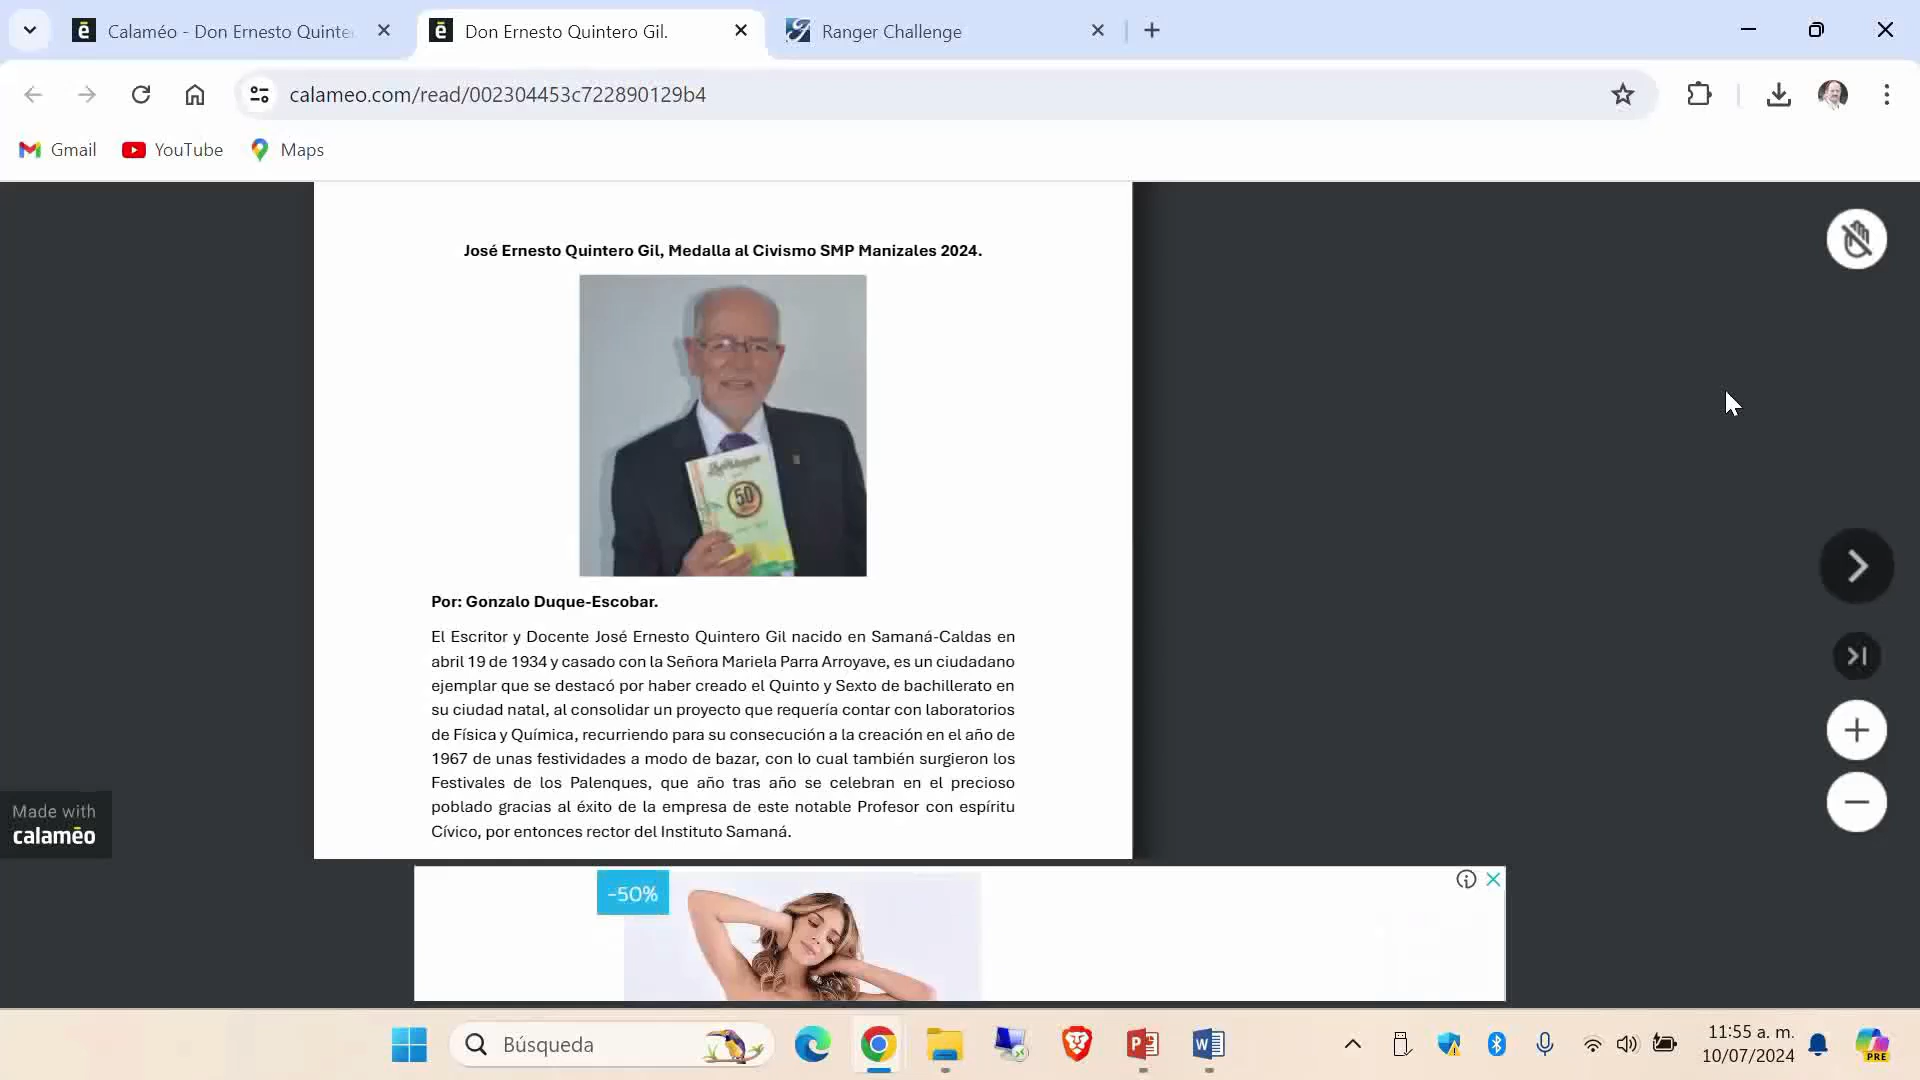 Calaméo - Don Ernesto Quinte
Don Ernesto Quintero Gil.
Ranger Challenge
calameo.com/read/002304453c722890129b4
Gmail
YouTube
Maps
José Ernesto Quintero Gil, Medalla al Civismo SMP Manizales 2024.
50
Por: Gonzalo Duque-Escobar.
El Escritor y Docente José Ernesto Quintero Gil nacido en Samaná-Caldas en
abril 19 de 1934 y casado con la Señora Mariela Parra Arroyave, es un ciudadano
ejemplar que se destacó por haber creado el Quinto y Sexto de bachillerato en
su ciudad natal, al consolidar un proyecto que requería contar con laboratorios
de Física y Química, recurriendo para su consecución a la creación en el año de
1967 de unas festividades a modo de bazar, con lo cual también surgieron los
Festivales de los Palenques, que año tras año se celebran en el precioso
poblado gracias al éxito de la empresa de este notable Profesor con espíritu
Cívico, por entonces rector del Instituto Samaná.
Made with
calaméo
-50%
Búsqueda
11:55 a. m.
10/07/2024
PRE